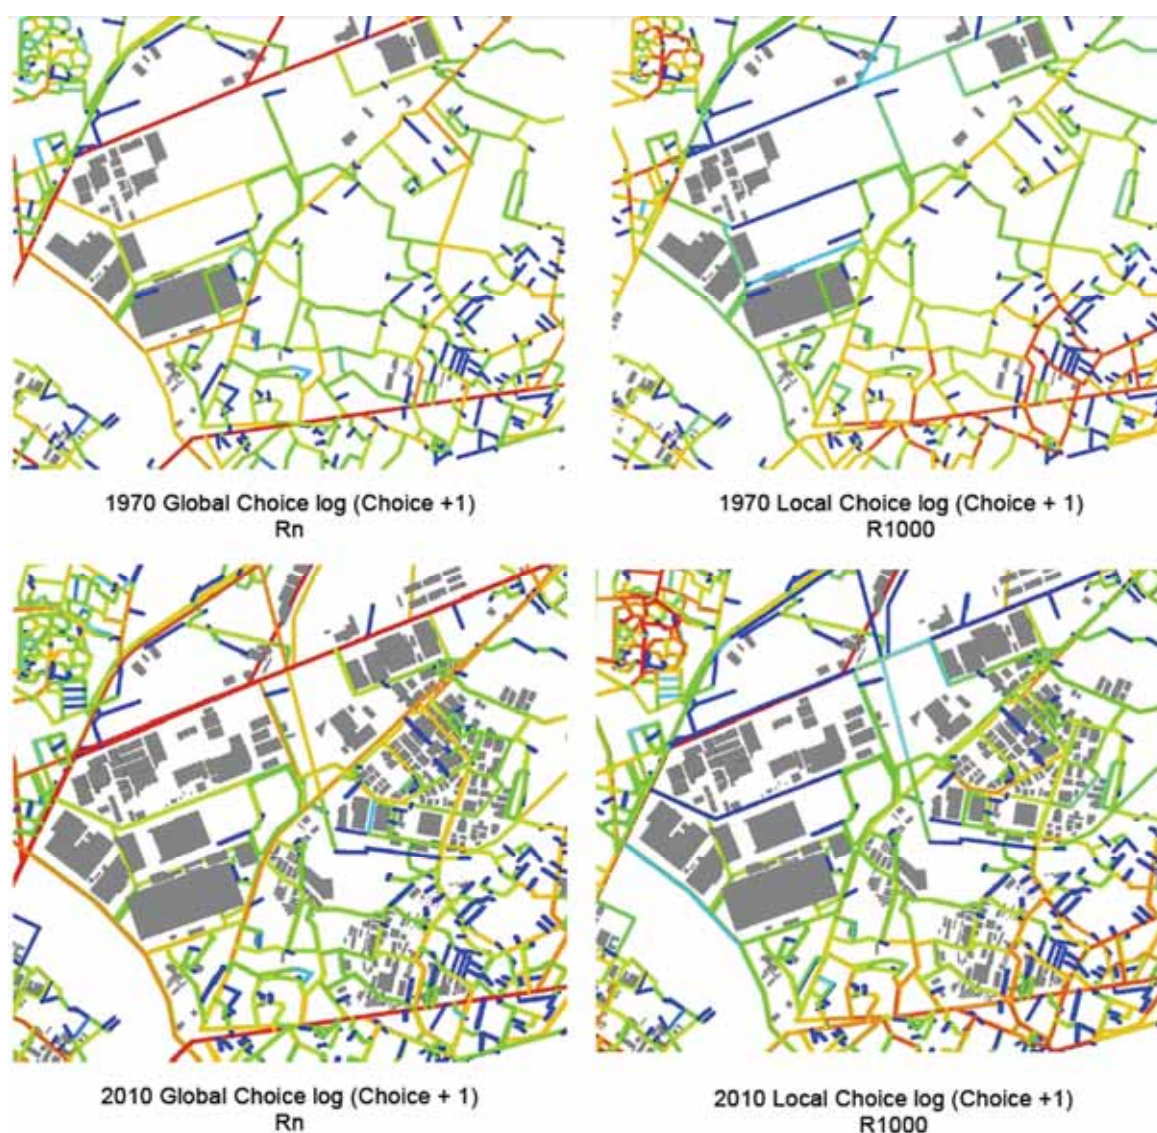 1970 Global Choice log (Choice +1)
Rn
1970 Local Choice log (Choice + 1)
R1000
2010 Global Choice log (Choice + 1)
Rn
2010 Local Choice log (Choice +1)
R1000